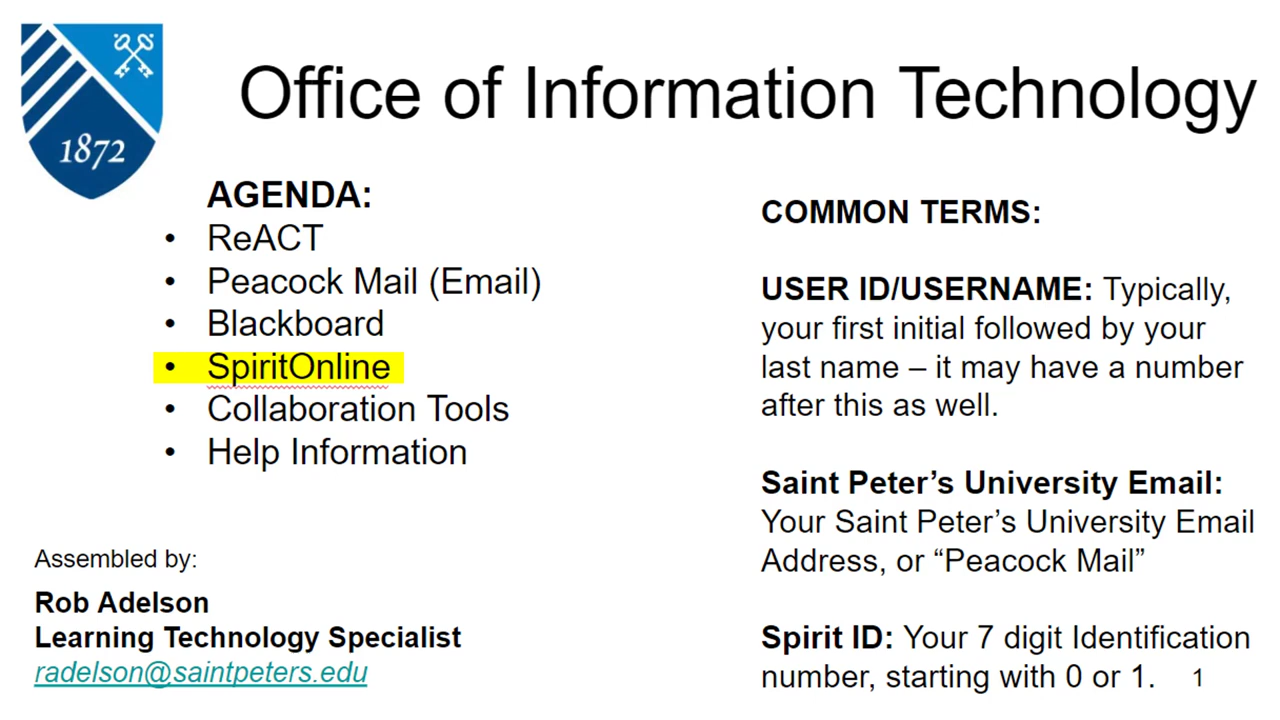 1872
Office of Information Technology
AGENDA:
• ReACT
• Peacock Mail (Email)
• Blackboard
• SpiritOnline
• Collaboration Tools
• Help Information
Assembled by:
Rob Adelson
Learning Technology Specialist
radelson@saintpeters.edu
COMMON TERMS:
USER ID/USERNAME: Typically,
your first initial followed by your
last name – it may have a number
after this as well.
Saint Peter’s University Email:
Your Saint Peter’s University Email
Address, or “Peacock Mail”
Spirit ID: Your 7 digit Identification
number, starting with 0 or 1.
1